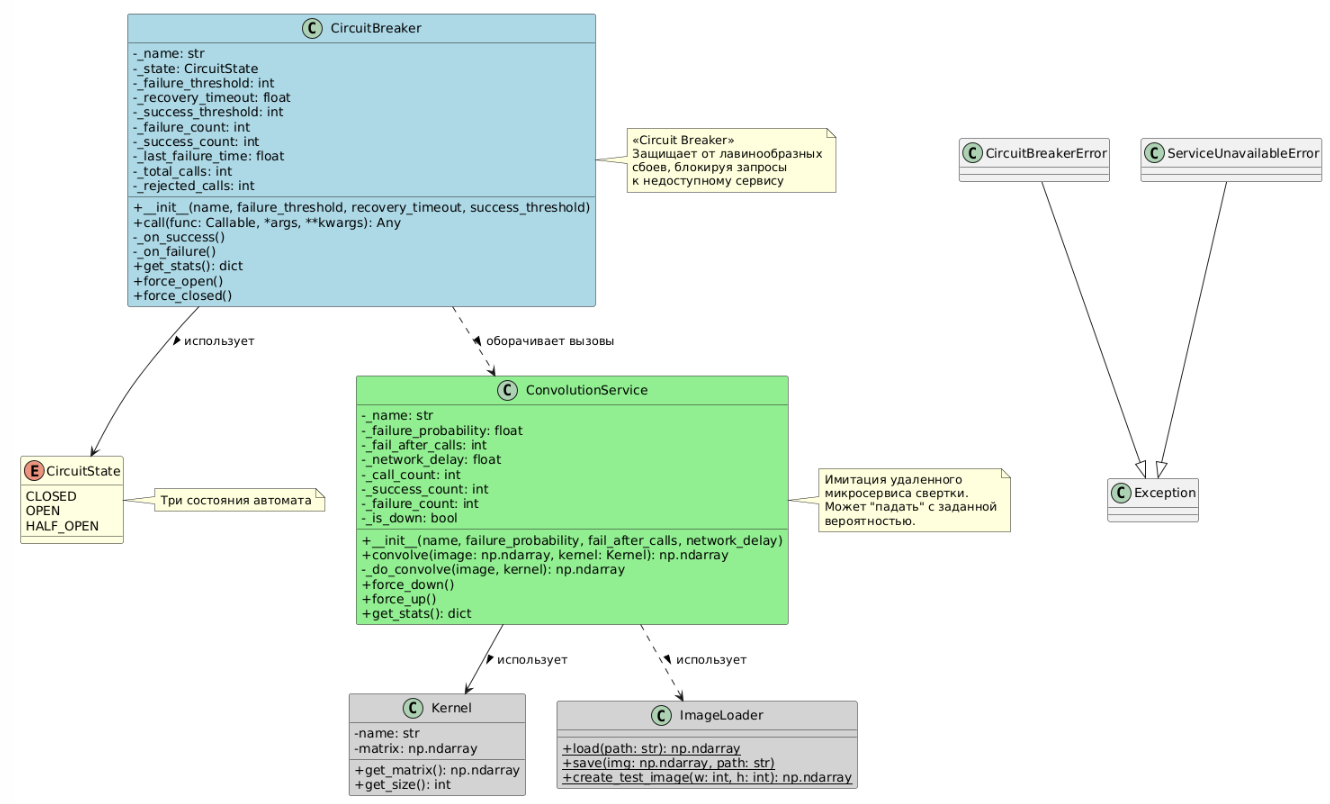 C CircuitBreaker
-_name: str
-_state: CircuitState
-_failure_threshold: int
-_recovery_timeout: float
-_success_threshold: int
-_failure_count: int
-_success_count: int
-_last_failure_time: float
-_total_calls: int
-_rejected_calls: int
+__init__(name, failure_threshold, recovery_timeout, success_threshold)
+call(func: Callable, *args, **kwargs): Any
-_on_success()
-_on_failure()
+get_stats(): dict
+force_open()
+force_closed()
«Circuit Breaker»
Защищает от лавинообразных
сбоев, блокируя запросы
к недоступному сервису
C CircuitBreakerError
C ServiceUnavailableError
использует
оборачивает вызовы
E CircuitState
CLOSED
OPEN
HALF_OPEN
Три состояния автомата
C ConvolutionService
-_name: str
-_failure_probability: float
-_fail_after_calls: int
-_network_delay: float
-_call_count: int
-_success_count: int
-_failure_count: int
-_is_down: bool
+__init__(name, failure_probability, fail_after_calls, network_delay)
+convolve(image: np.ndarray, kernel: Kernel): np.ndarray
-_do_convolve(image, kernel): np.ndarray
+force_down()
+force_up()
+get_stats(): dict
Имитация удаленного
микросервиса свертки.
Может "падать" с заданной
вероятностью.
C Exception
использует
использует
C Kernel
-name: str
-matrix: np.ndarray
+get_matrix(): np.ndarray
+get_size(): int
C ImageLoader
+load(path: str): np.ndarray
+save(img: np.ndarray, path: str)
+create_test_image(w: int, h: int): np.ndarray